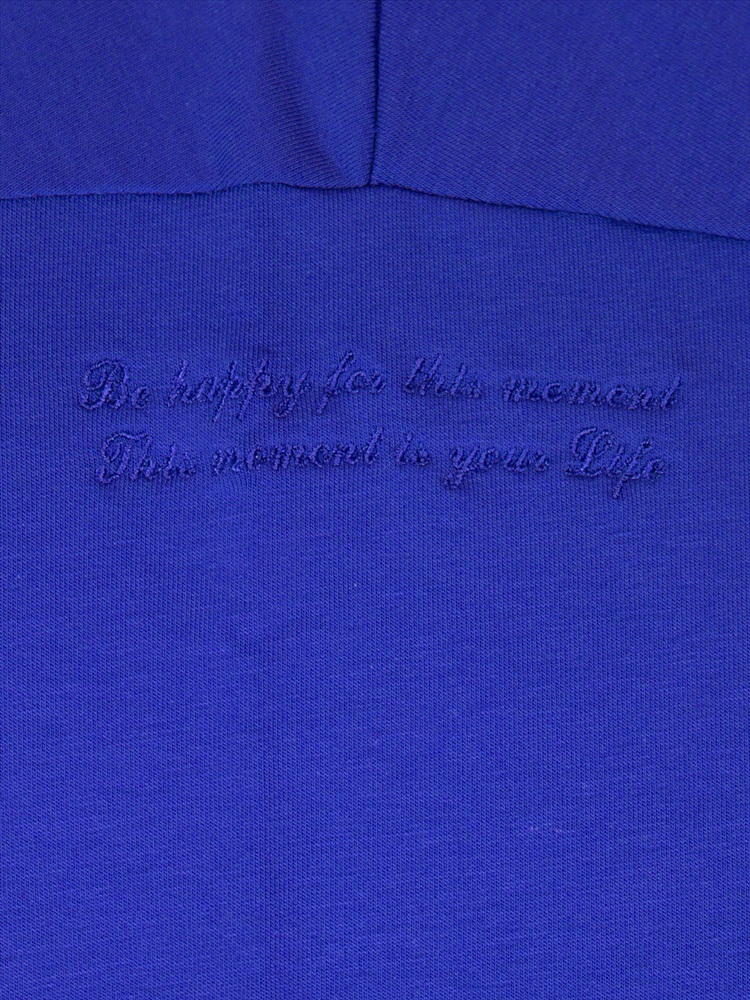 Be happy for this moment
This moment is your Life